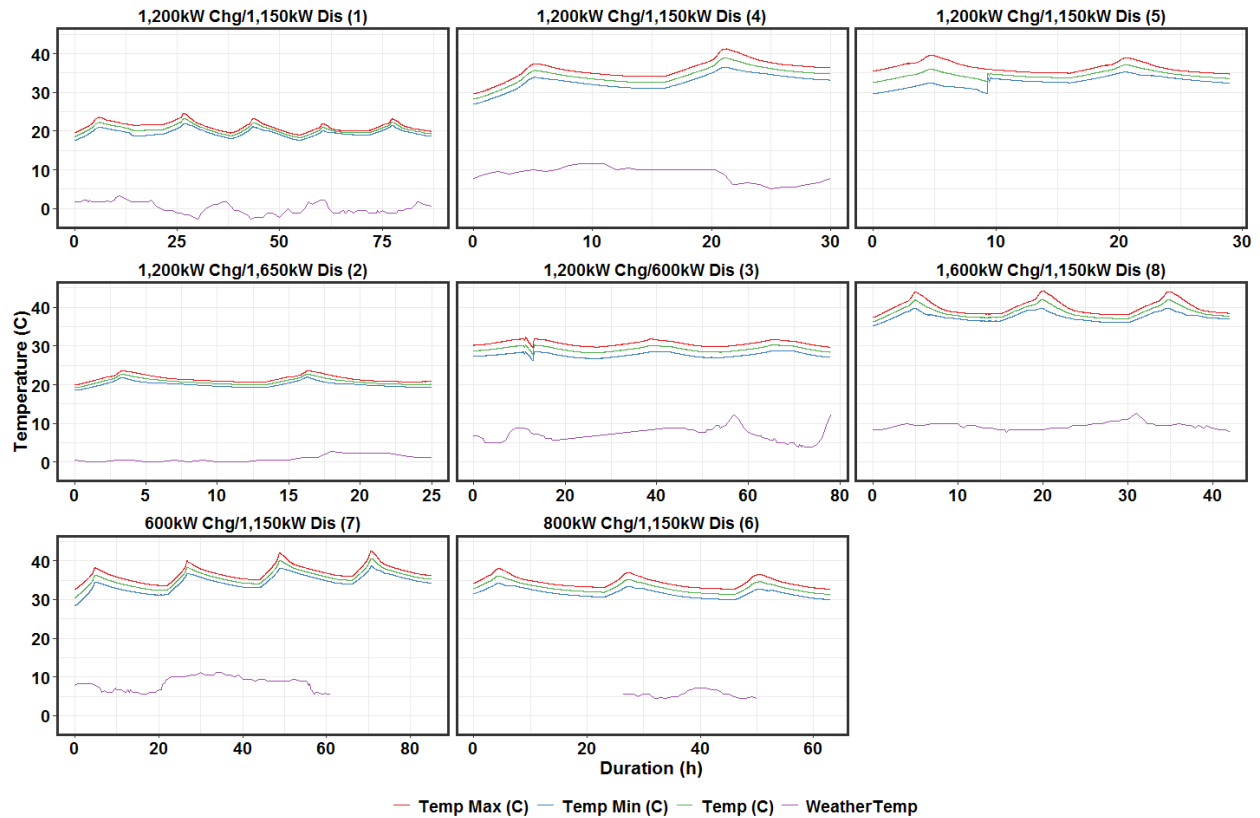 1,200kW Chg/1,150kW Dis (1)
1,200kW Chg/1,150kW Dis (4)
1,200kW Chg/1,150kW Dis (5)
40
30
20
10
0
0 25 50 75
0 10 20 30
0 10 20 30
1,200kW Chg/1,650kW Dis (2)
1,200kW Chg/600kW Dis (3)
1,600kW Chg/1,150kW Dis (8)
Temperature (C)
40
30
20
10
0
0 5 10 15 20 25
0 20 40 60 80
0 10 20 30 40
600kW Chg/1,150kW Dis (7)
800kW Chg/1,150kW Dis (6)
40
30
20
10
0
0 20 40 60 80
0 20 40 60
Duration (h)
Temp Max (C) Temp Min (C) Temp (C) WeatherTemp